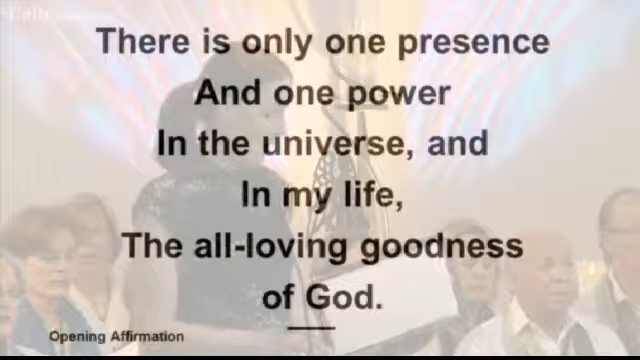 There is only one presence
And one power
In the universe, and
In my life,
The all-loving goodness
of God.
Opening Affirmation